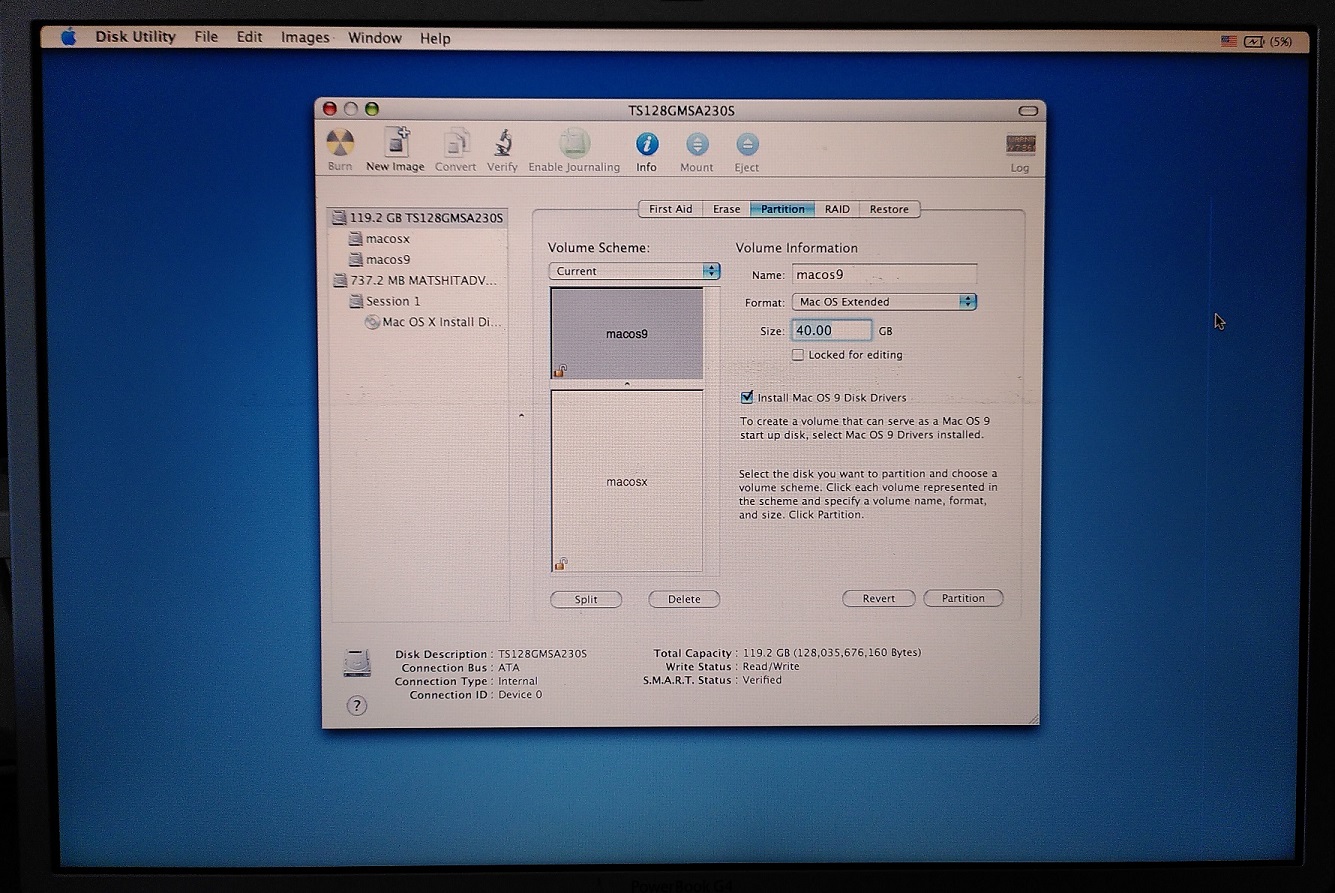 Disk Utility File Edit Images Window Help (5%)
TS128GMSA230S
Burn New Image Convert Verify Enable Journaling Info Mount Eject Log
119.2 GB TS128GMSA230S
macosx
macos9
737.2 MB MATSHITADV...
Session 1
Mac OS X Install Di...
First Aid Erase Partition RAID Restore
Volume Scheme:
Current
macos9
macosx
Split Delete
Volume Information
Name: macos9
Format: Mac OS Extended
Size: 40.00 GB
Locked for editing
Install Mac OS 9 Disk Drivers
To create a volume that can serve as a Mac OS 9
start up disk, select Mac OS 9 Drivers installed.
Select the disk you want to partition and choose a
volume scheme. Click each volume represented in
the scheme and specify a volume name, format,
and size. Click Partition.
Revert Partition
Disk Description : TS128GMSA230S
Connection Bus : ATA
Connection Type : Internal
Connection ID : Device 0
Total Capacity : 119.2 GB (128,035,676,160 Bytes)
Write Status : Read/Write
S.M.A.R.T. Status : Verified
?
PowerBook G4